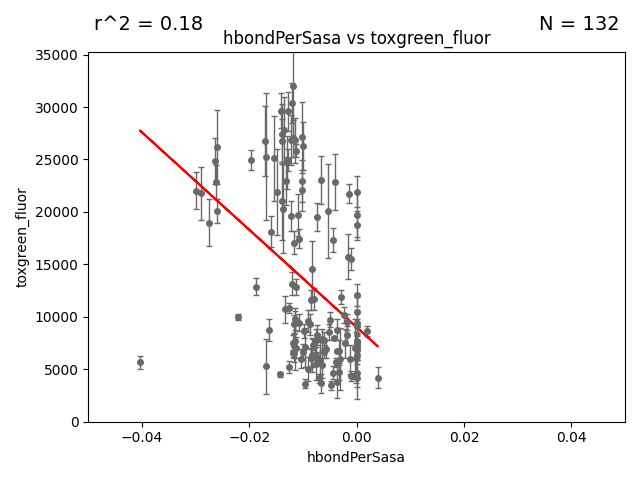 r^2 = 0.18
N = 132
hbondPerSasa vs toxgreen_fluor
35000
30000
25000
20000
15000
10000
5000
0
toxgreen_fluor
−0.04
−0.02
0.00
0.02
0.04
hbondPerSasa